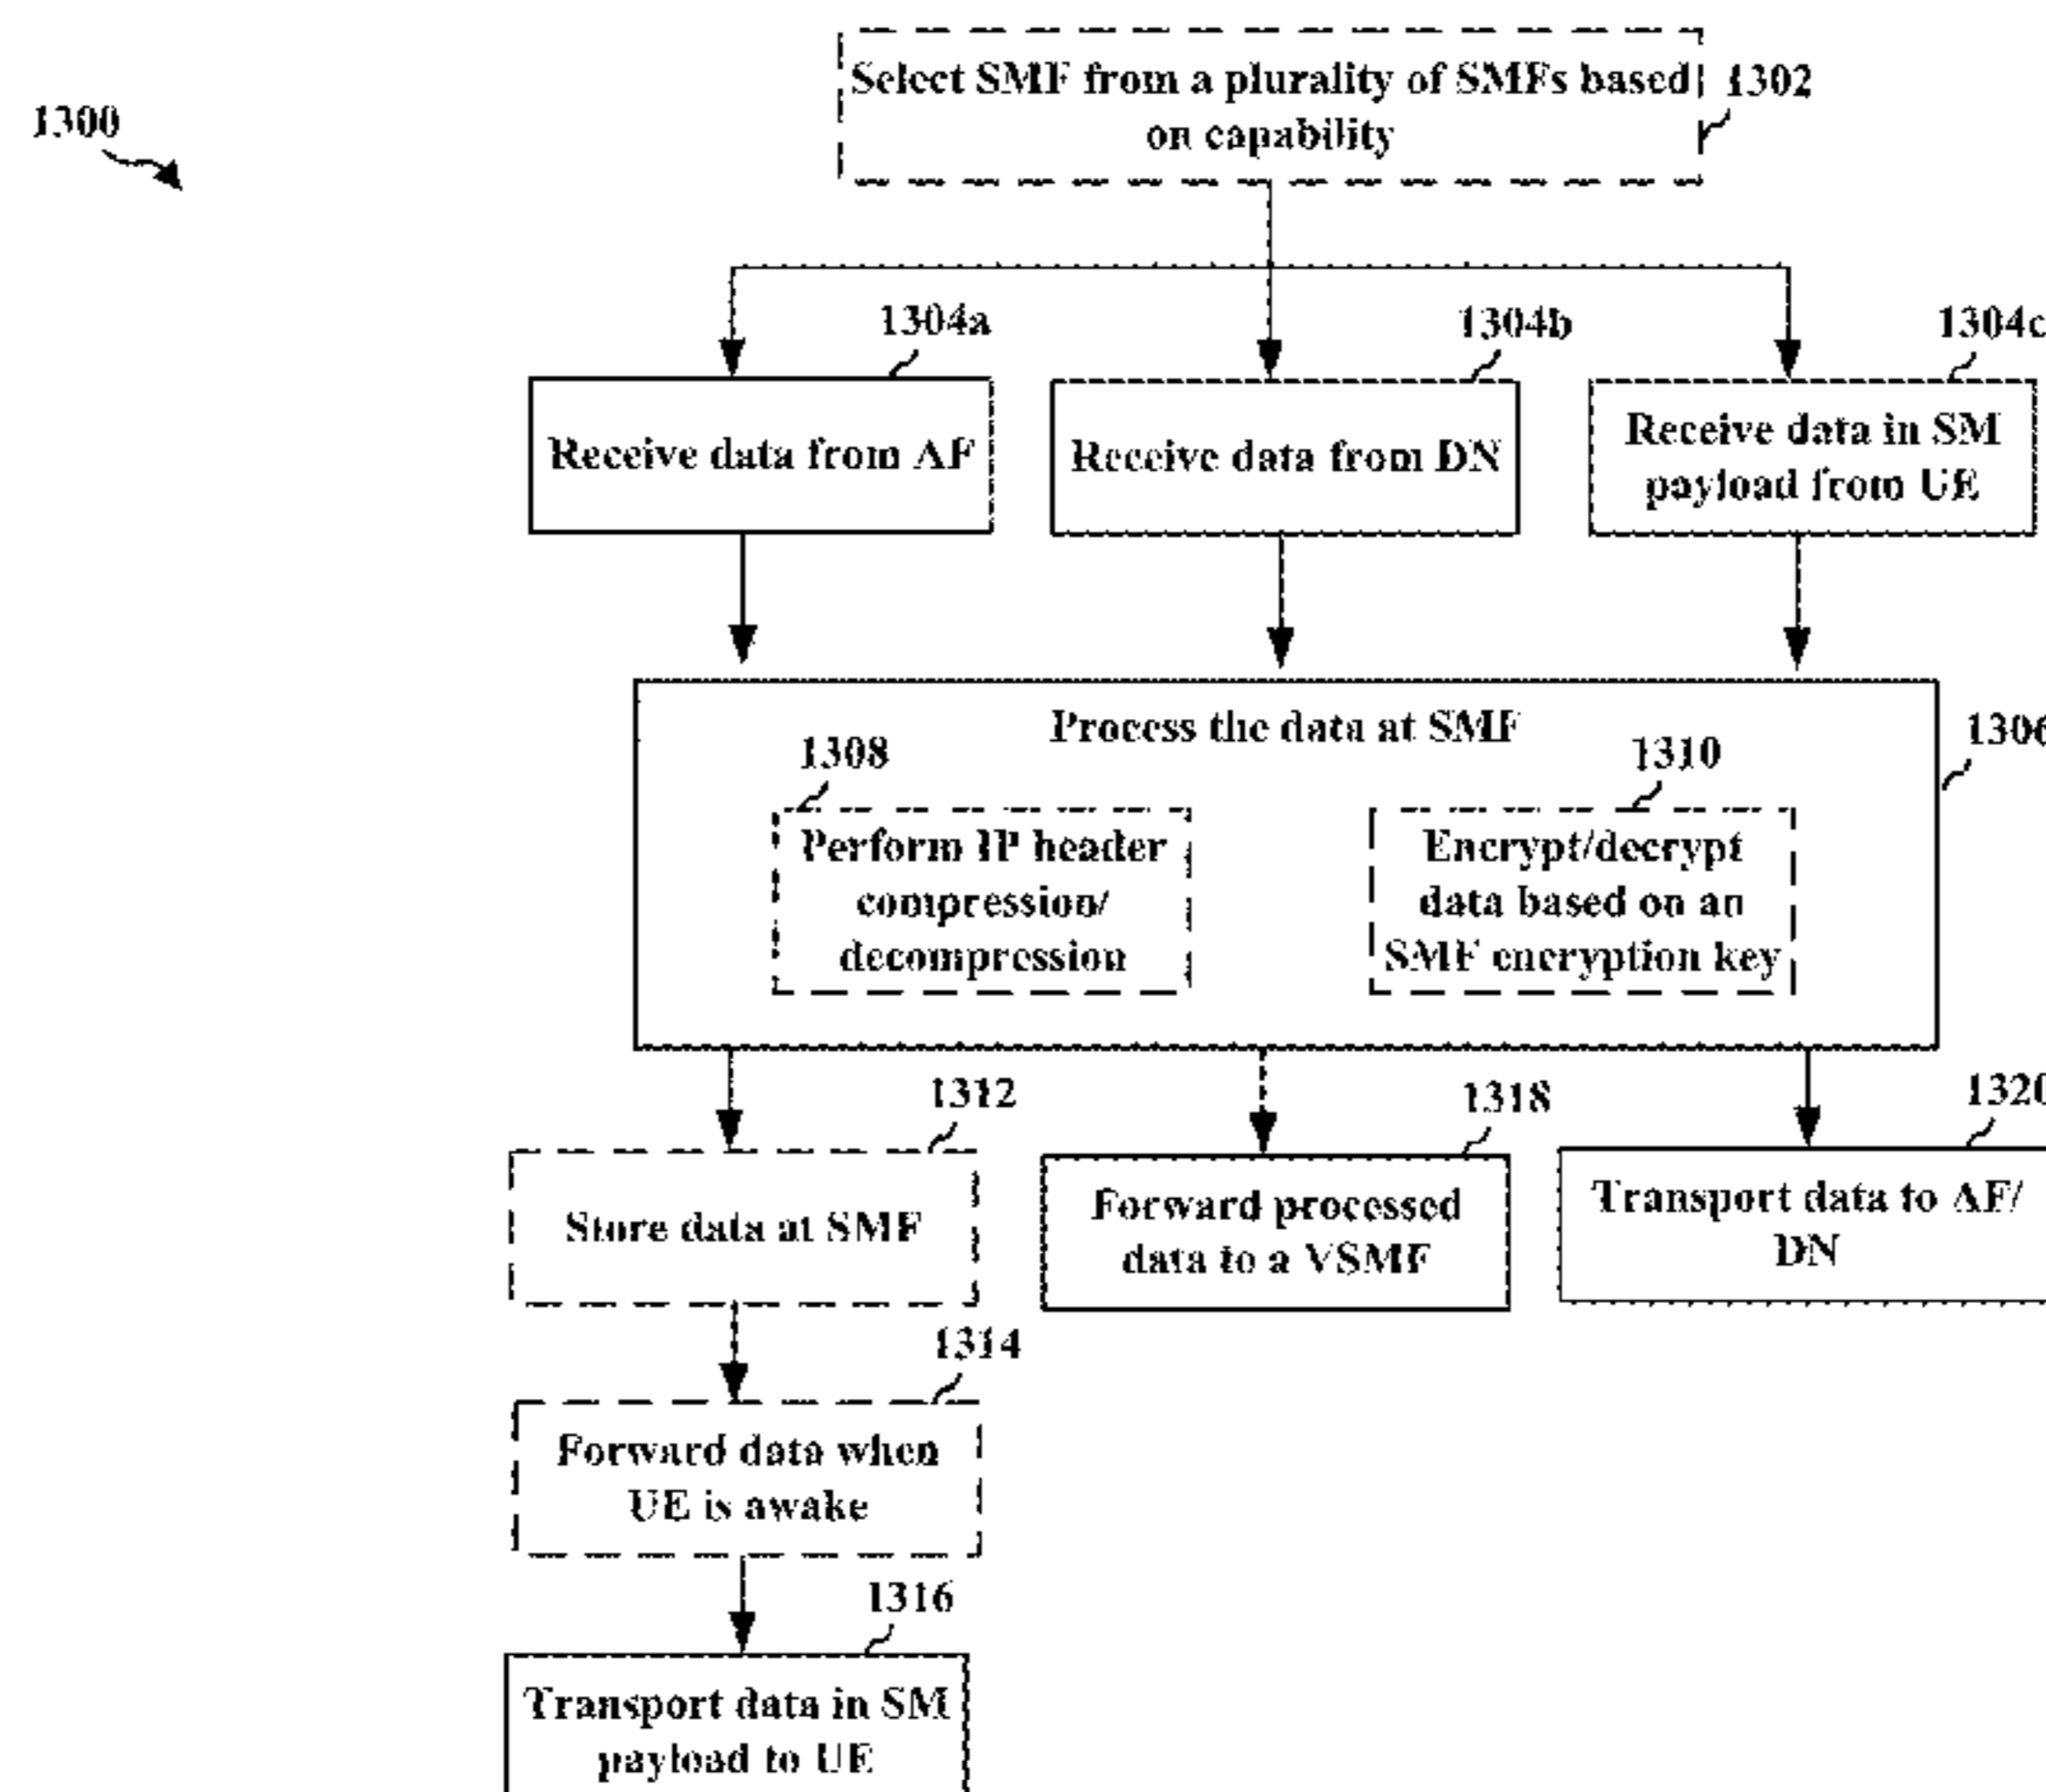 Select SMF from a plurality of SMFs based
on capability
1302
1300
1304a
1304b
1304c
Receive data from AF
Receive data from DN
Receive data in SM
payload from UE
Process the data at SMF
1306
1308
1310
Perform IP header
compression/
decompression
Encrypt/decrypt
data based on an
SMF encryption key
1312
1318
1320
Store data at SMF
Forward processed
data to a VSMF
Transport data to AF/
DN
1314
Forward data when
UE is awake
1316
Transport data in SM
payload to UE